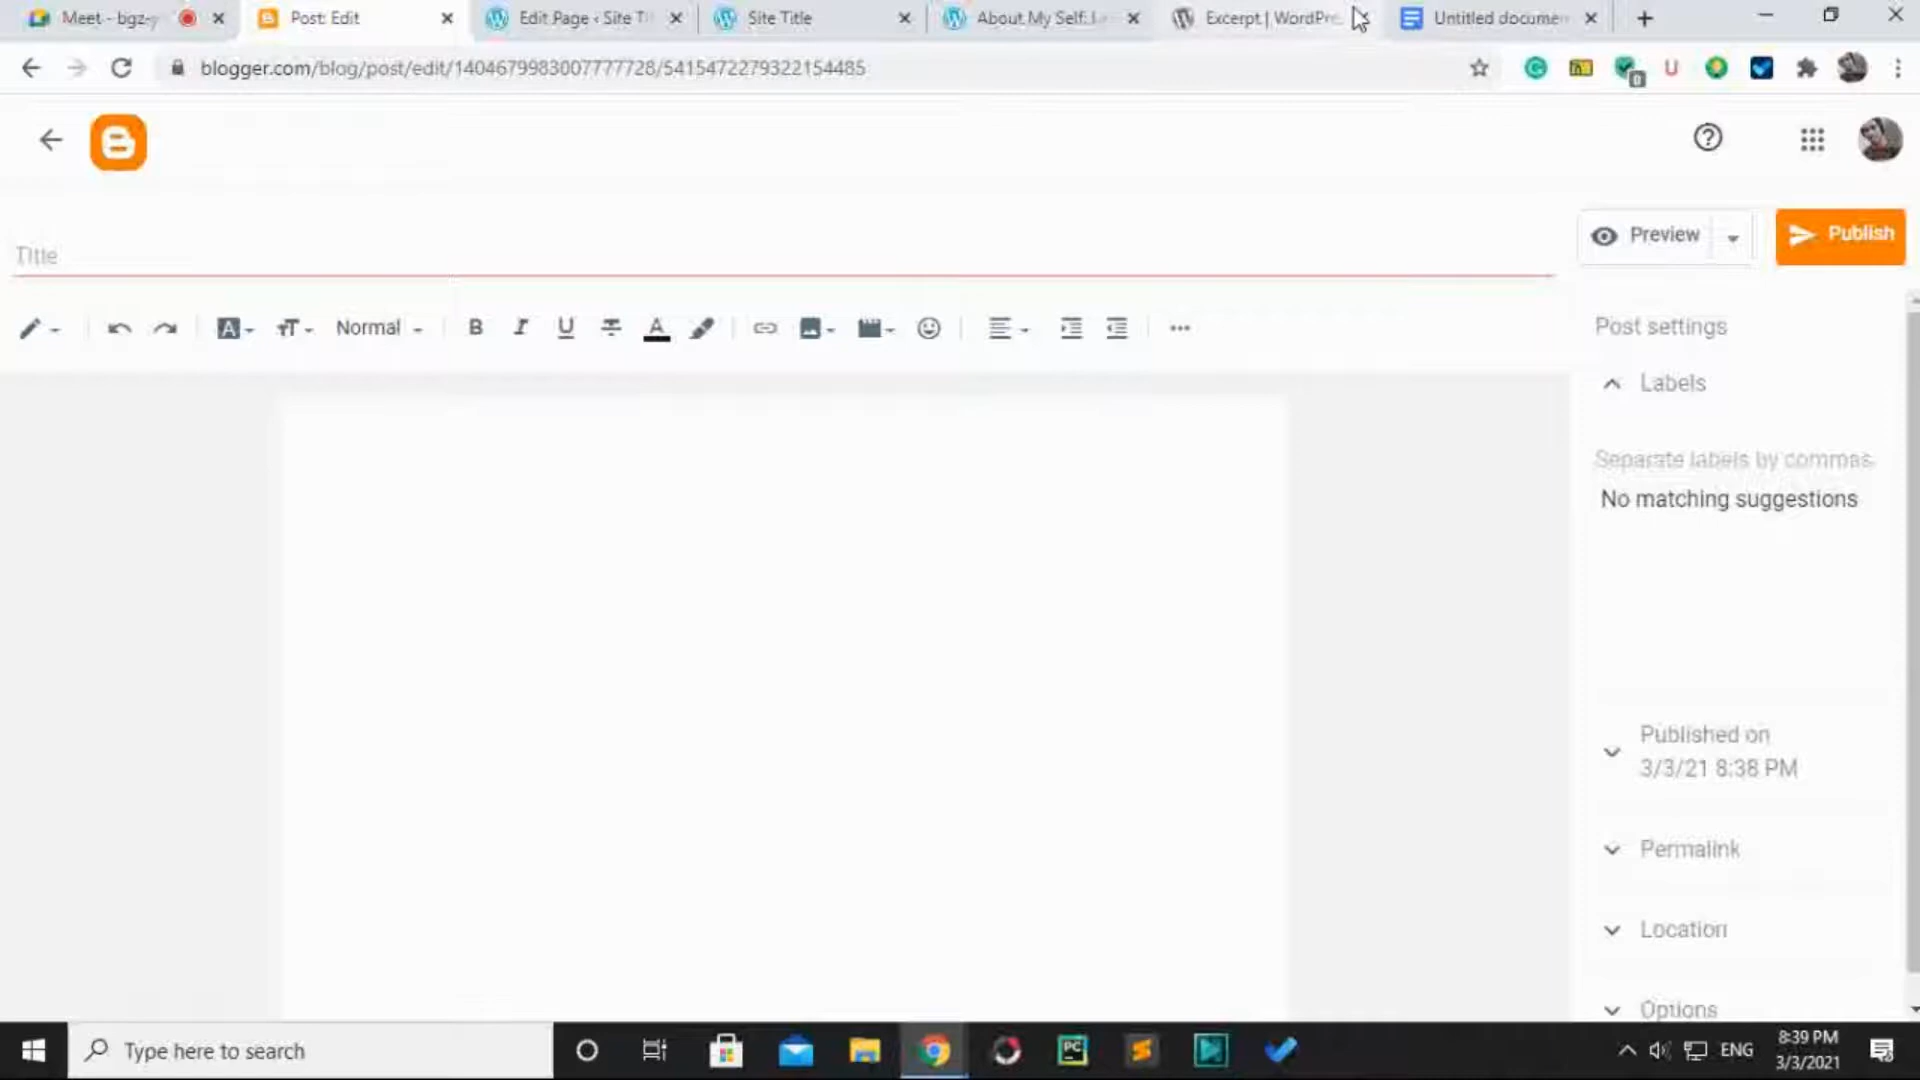 Meet - bgz-y
Post: Edit
Edit Page ‹ Site T
Site Title
About My Self: I
Excerpt | WordPre
Untitled documen
blogger.com/blog/post/edit/1404679983007777728/5415472279322154485
Title
Preview
Publish
Normal
Post settings
Labels
Separate labels by commas
No matching suggestions
Published on
3/3/21 8:38 PM
Permalink
Location
Options
Type here to search
ENG
8:39 PM
3/3/2021